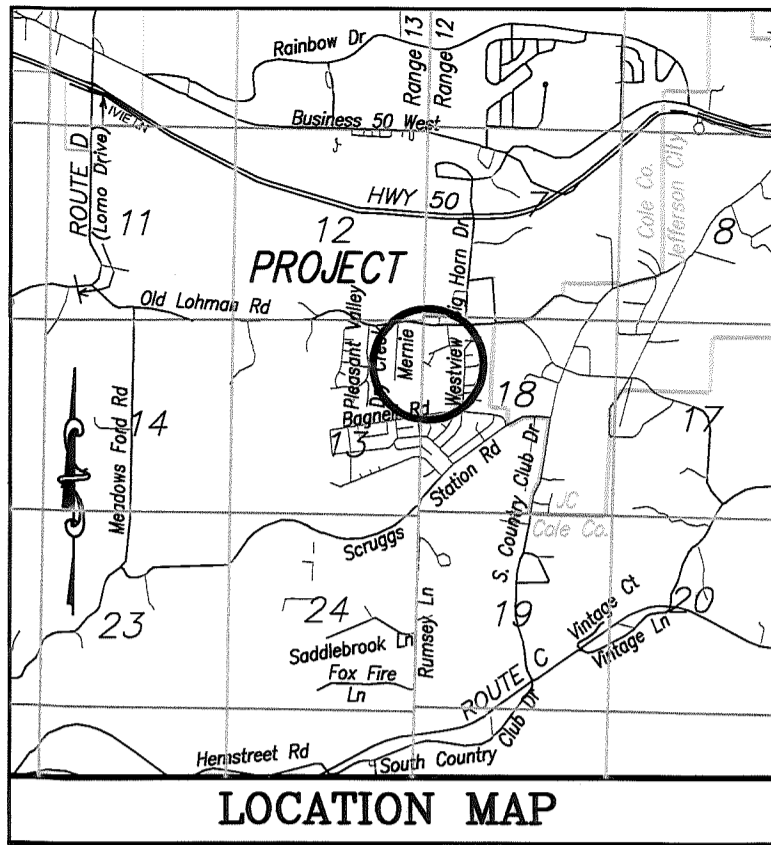 Rainbow Dr
Range 13
Range 12
Business 50 West
ROUTE D
(Lomo Drive)
11
HWY 50
7
Cole Co.
Jefferson City
8
12
PROJECT
Big Horn Dr
Old Lohman Rd
Pleasant Valley
Mernie
Westview
Meadows Ford Rd
14
13
Rd
18
17
Station Rd
S. Country Club Dr
JC
Cole Co.
Scruggs
23
24
19
20
Saddlebrook Ln
Fox Fire
Ln
Rumsey Ln
Vintage Ct
Vintage Ln
ROUTE C
Hemstreet Rd
South Country
Club Dr
LOCATION MAP